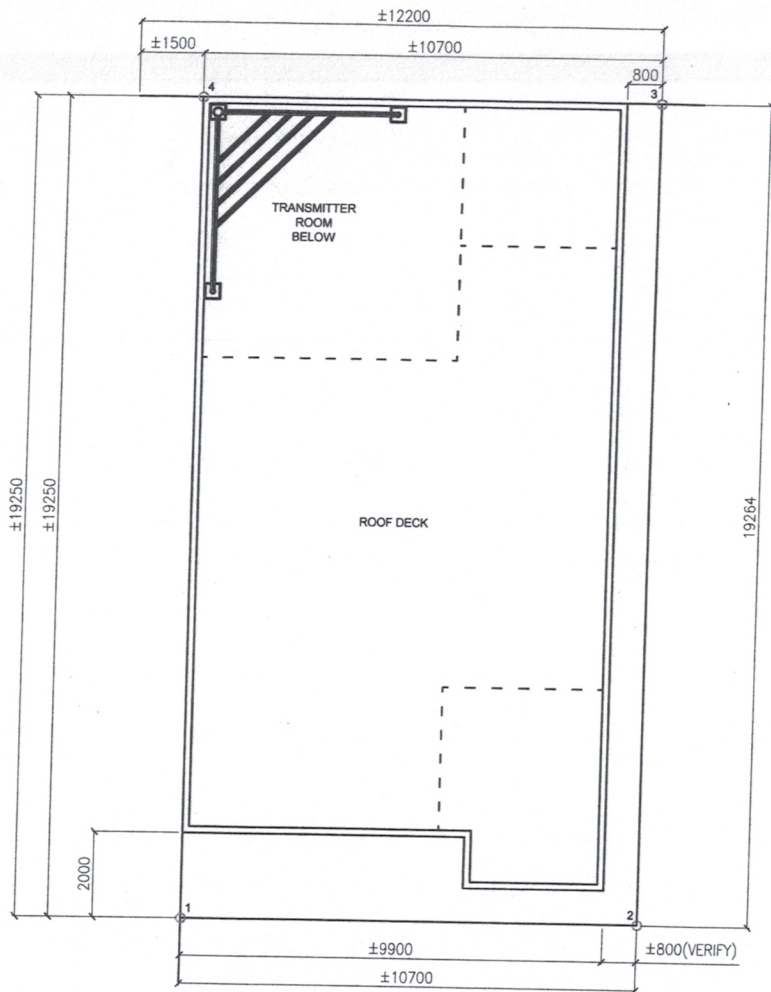 ±12200
±1500
±10700
800
4
3
TRANSMITTER
ROOM
BELOW
±19250
±19250
ROOF DECK
19264
2000
1
2
±9900
±800(VERIFY)
±10700